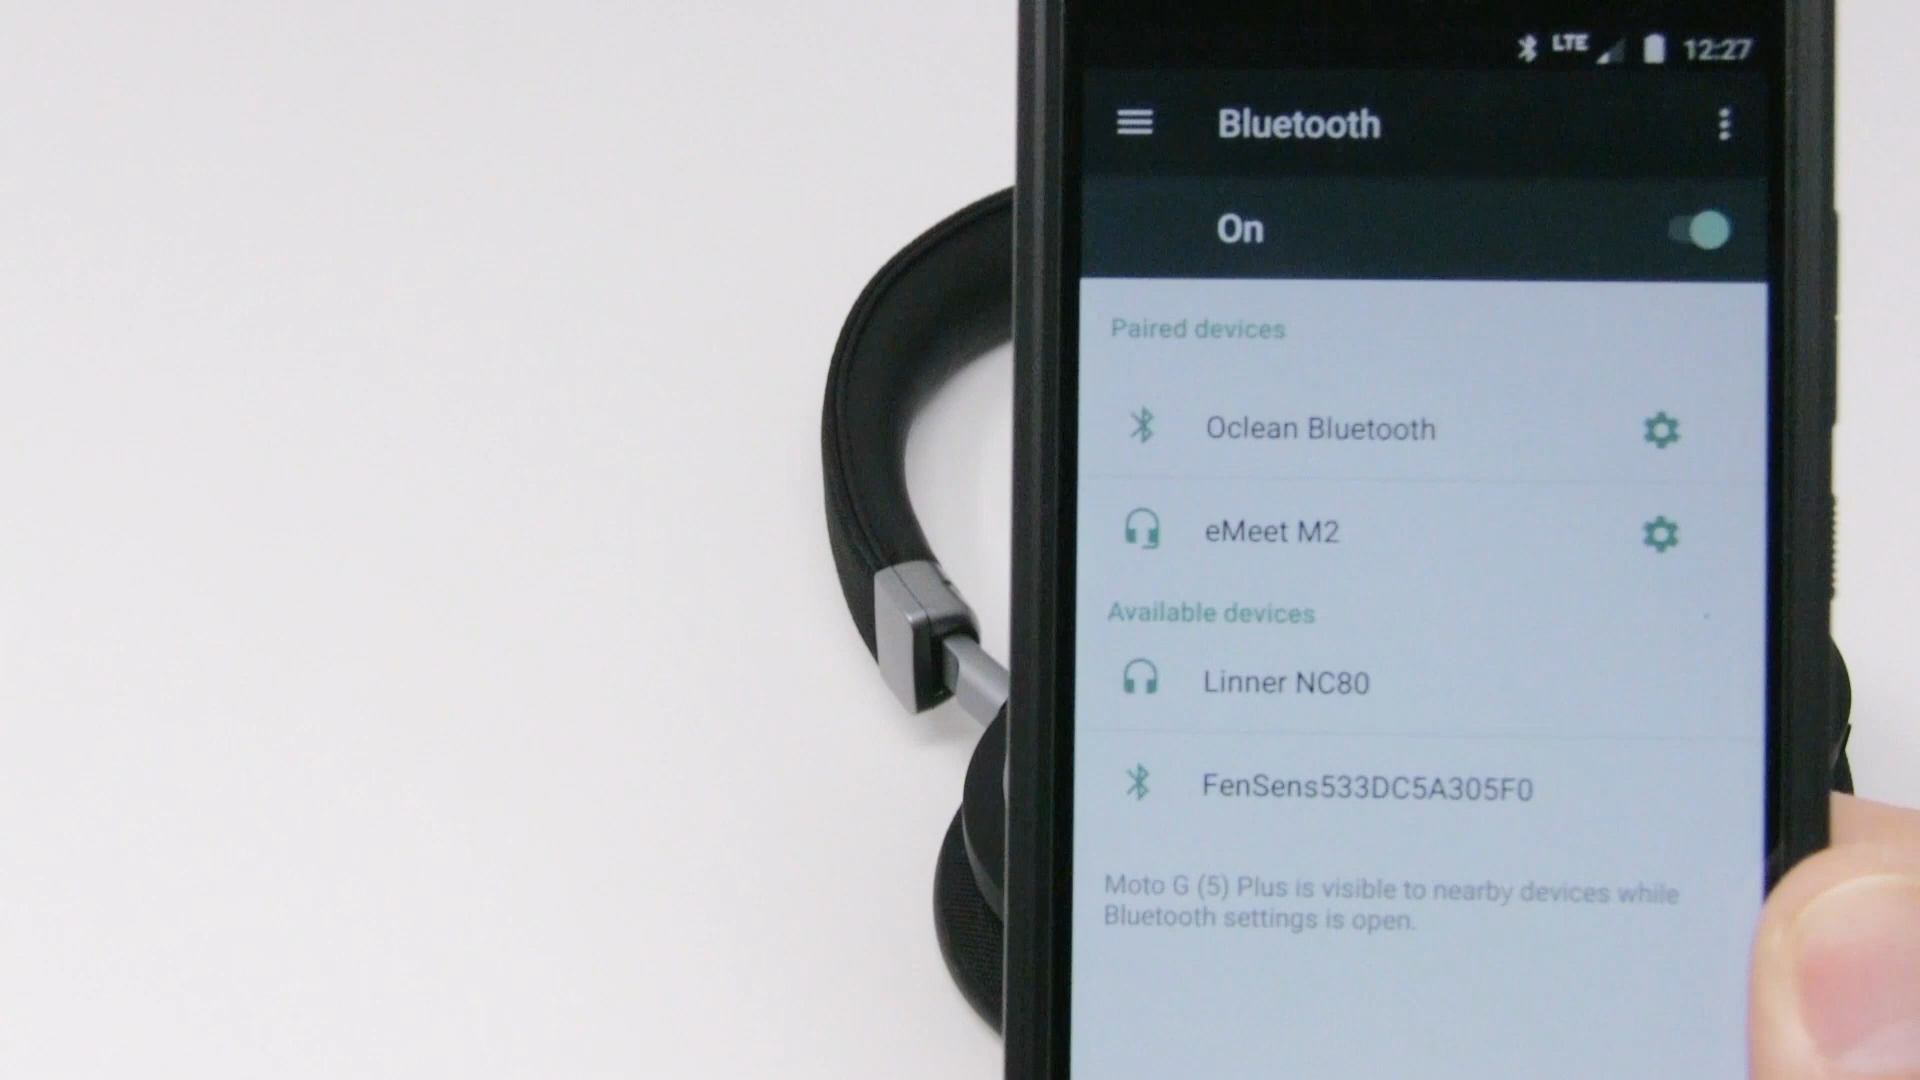 LTE 12:27
Bluetooth
On
Paired devices
Oclean Bluetooth
eMeet M2
Available devices
Linner NC80
FenSens533DC5A305F0
Moto G (5) Plus is visible to nearby devices while
Bluetooth settings is open.